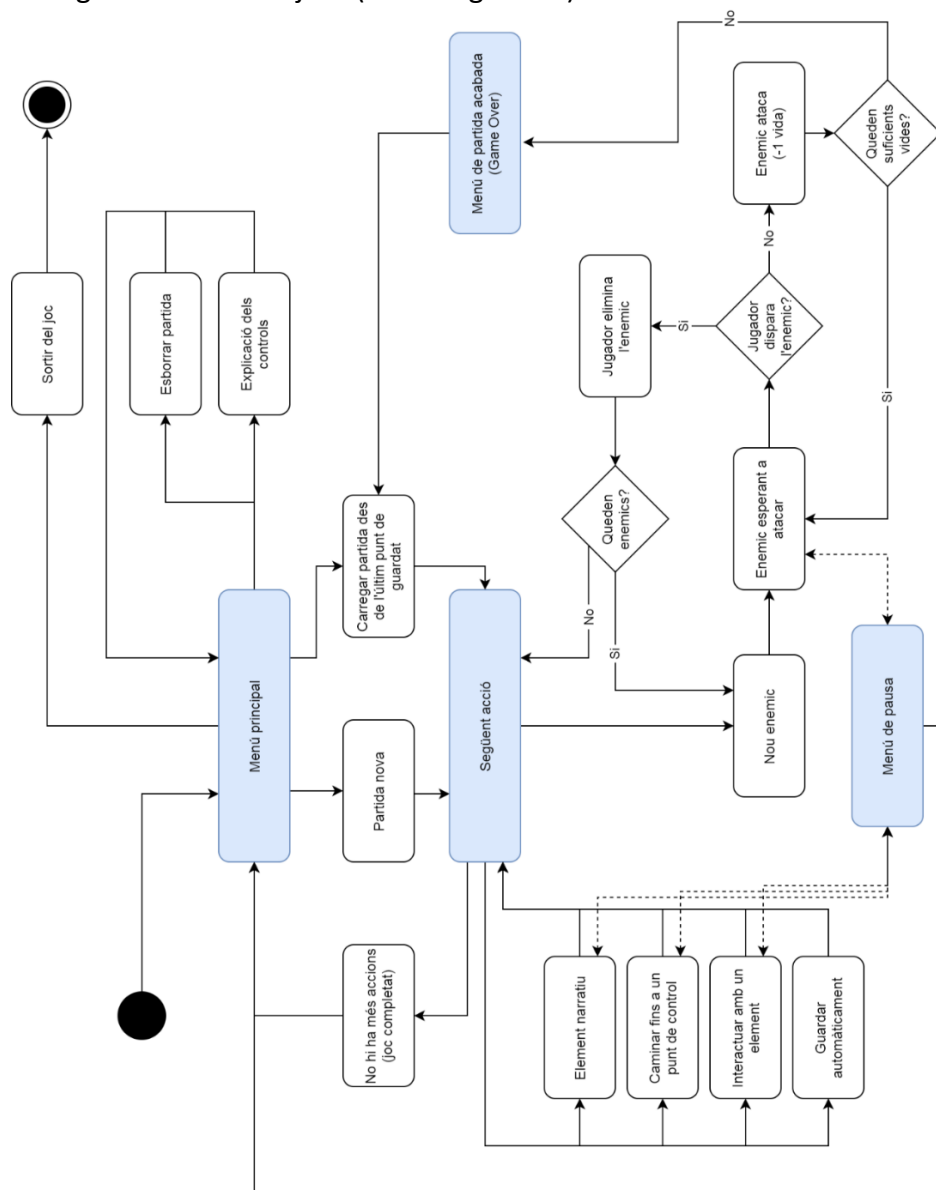 Menú principal
Sortir del joc
Esborrar partida
Explicació dels
controls
No hi ha més accions
(joc completat)
Partida nova
Carregar partida des
de l'últim punt de
guardat
Següent acció
Menú de partida acabada
(Game Over)
Element narratiu
Caminar fins a un
punt de control
Interactuar amb un
element
Guardar
automàticament
Queden
enemics?
No
Si
Jugador elimina
l'enemic
Si
Nou enemic
Enemic esperant a
atacar
Jugador
dispara
l'enemic?
No
Enemic ataca
(-1 vida)
No
Queden
suficients
vides?
Si
Menú de pausa